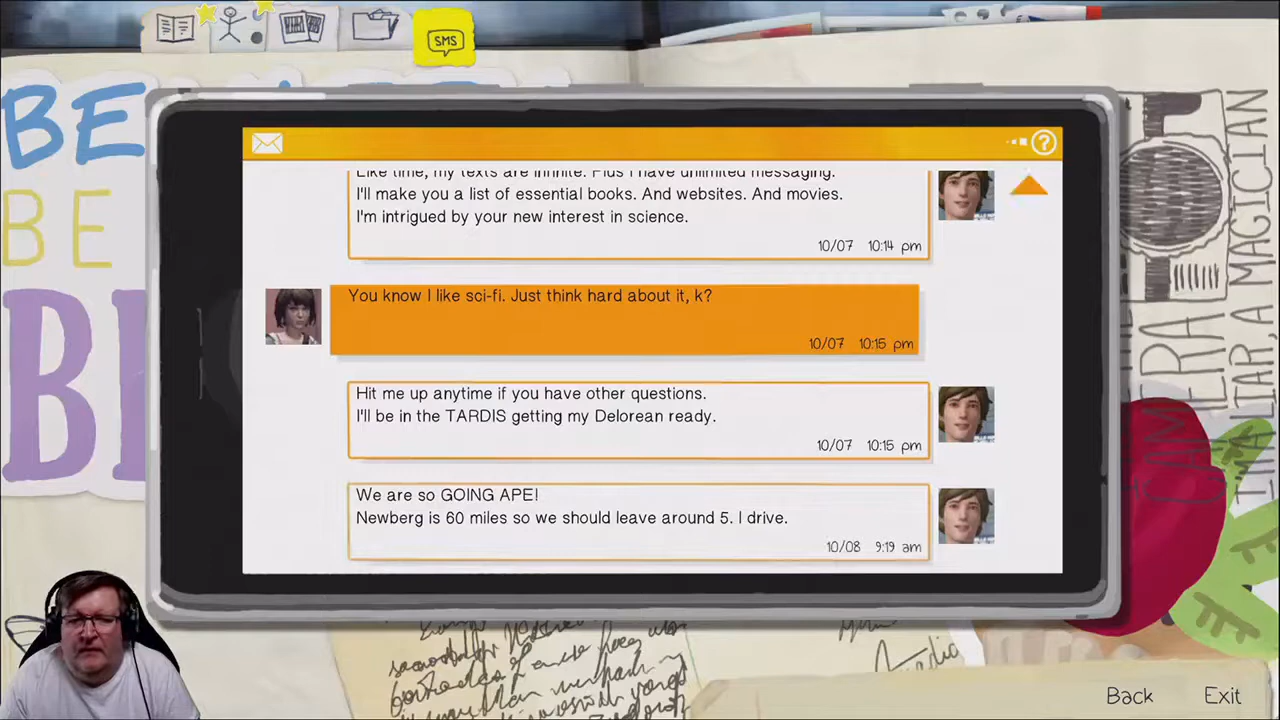 SMS
BE
BE
BE
Like time, my texts are infinite. Plus I have unlimited messaging.
I'll make you a list of essential books. And websites. And movies.
I'm intrigued by your new interest in science.
10/07 10:14 pm
You know I like sci-fi. Just think hard about it, k?
10/07 10:15 pm
Hit me up anytime if you have other questions.
I'll be in the TARDIS getting my Delorean ready.
10/07 10:15 pm
We are so GOING APE!
Newberg is 60 miles so we should leave around 5. I drive.
10/08 9:19 am
CAMERA
LIAR, A MAGICIAN
Back Exit